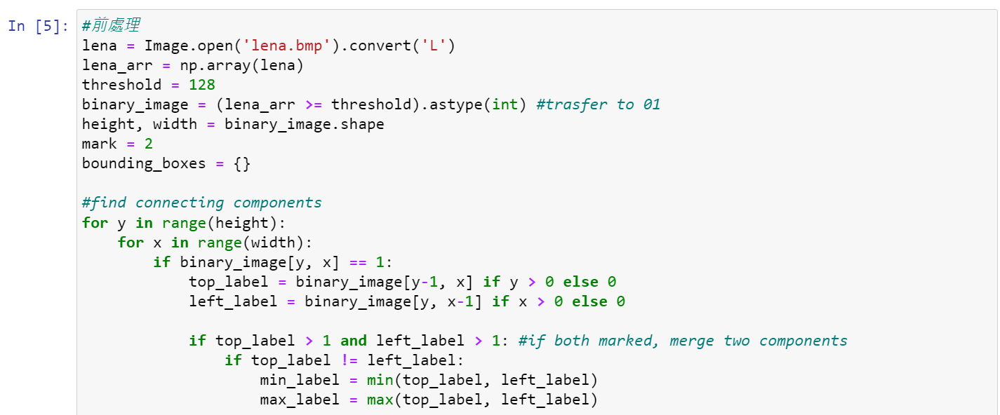 In [5]: #前處理
lena = Image.open('lena.bmp').convert('L')
lena_arr = np.array(lena)
threshold = 128
binary_image = (lena_arr >= threshold).astype(int) #trasfer to 01
height, width = binary_image.shape
mark = 2
bounding_boxes = {}

#find connecting components
for y in range(height):
    for x in range(width):
        if binary_image[y, x] == 1:
            top_label = binary_image[y-1, x] if y > 0 else 0
            left_label = binary_image[y, x-1] if x > 0 else 0

            if top_label > 1 and left_label > 1: #if both marked, merge two components
                if top_label != left_label:
                    min_label = min(top_label, left_label)
                    max_label = max(top_label, left_label)